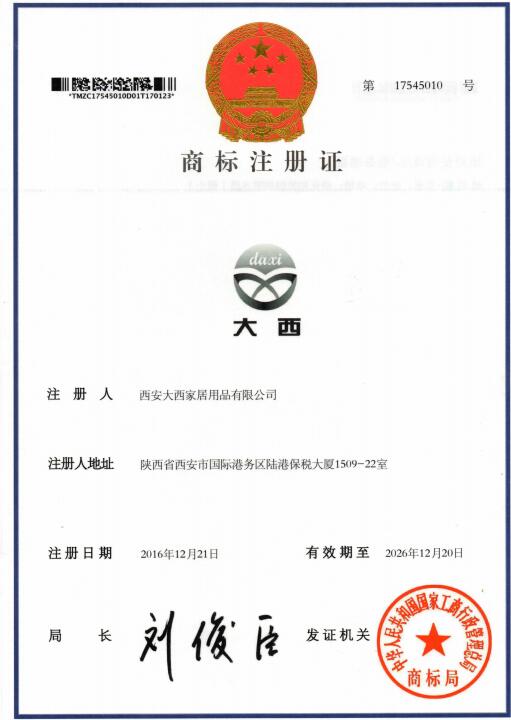 *TMZC17545010D01T170123*
第 17545010 号
商标注册证
daxi
大西
注册人 西安大西家居用品有限公司
注册人地址 陕西省西安市国际港务区陆港保税大厦1509-22室
注册日期 2016年12月21日 有效期至 2026年12月20日
局长 刘俊臣 发证机关
中华人民共和国国家工商行政管理总局
商标局